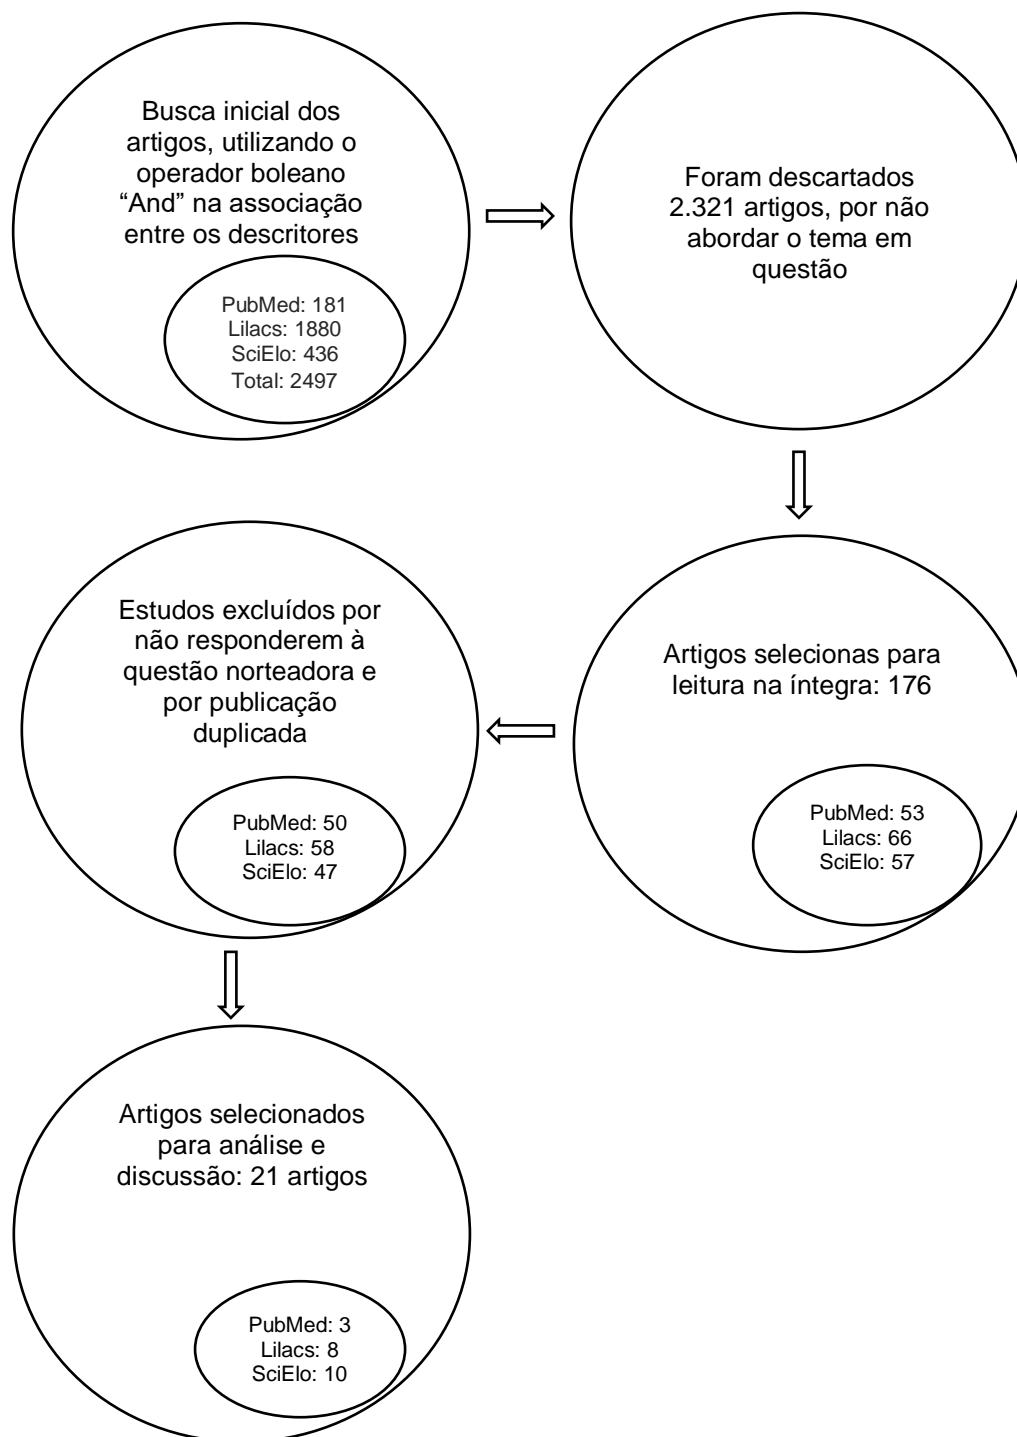 Busca inicial dos
artigos, utilizando o
operador boleano
“And” na associação
entre os descritores
PubMed: 181
Lilacs: 1880
SciElo: 436
Total: 2497
Foram descartados
2.321 artigos, por não
abordar o tema em
questão
Artigos selecionas para
leitura na íntegra: 176
PubMed: 53
Lilacs: 66
SciElo: 57
Estudos excluídos por
não responderem à
questão norteadora e
por publicação
duplicada
PubMed: 50
Lilacs: 58
SciElo: 47
Artigos selecionados
para análise e
discussão: 21 artigos
PubMed: 3
Lilacs: 8
SciElo: 10